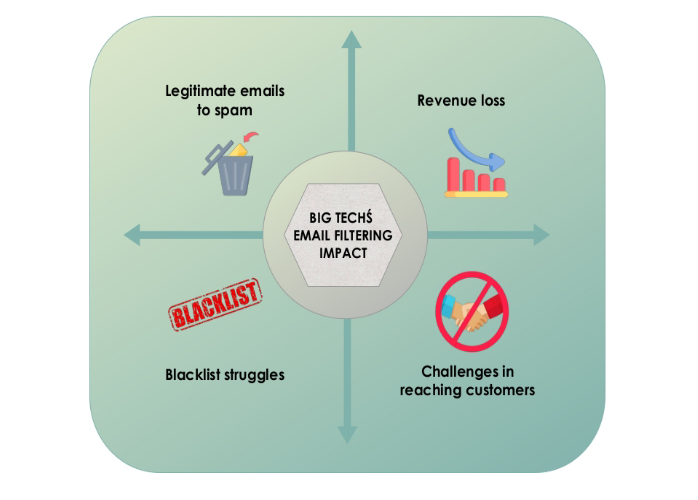 Legitimate emails
to spam
Revenue loss
BIG TECHŚ
EMAIL FILTERING
IMPACT
BLACKLIST
Blacklist struggles
Challenges in
reaching customers